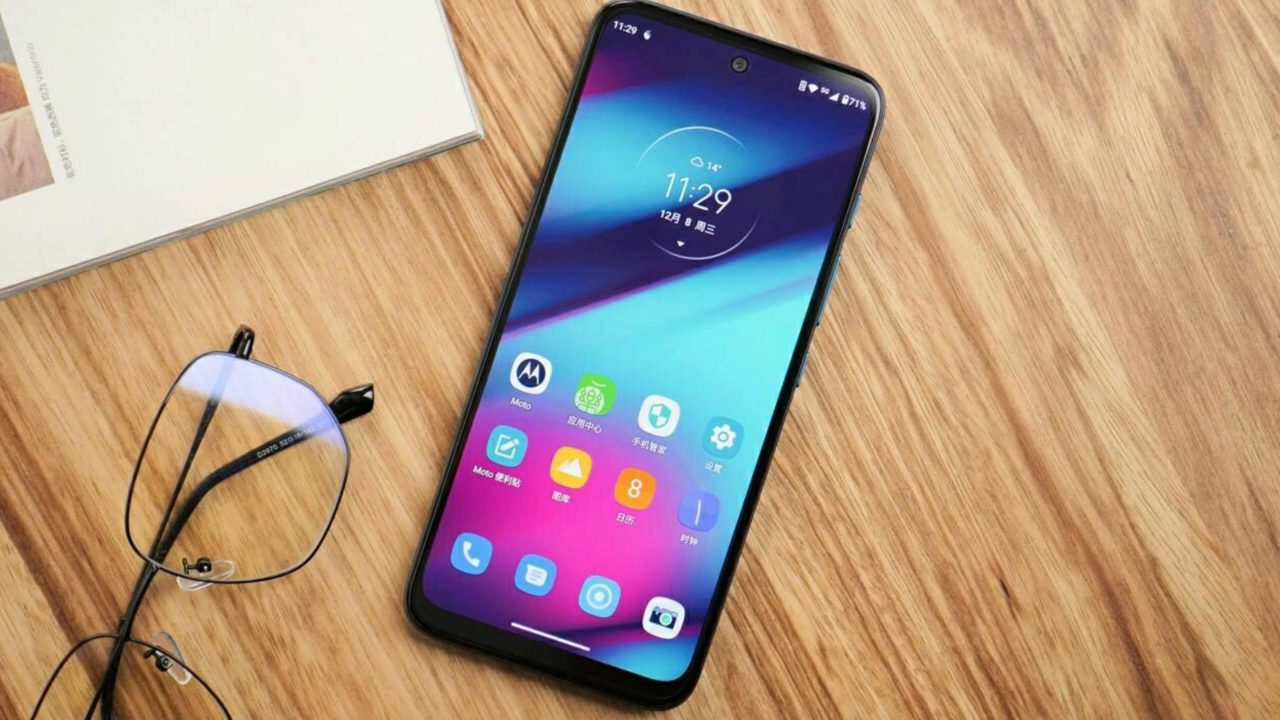 11:29
5G 71%
14°
11:29
12月 8 周三
Moto
应用中心
手机管家
设置
Moto 便利贴
图库
8
日历
时钟